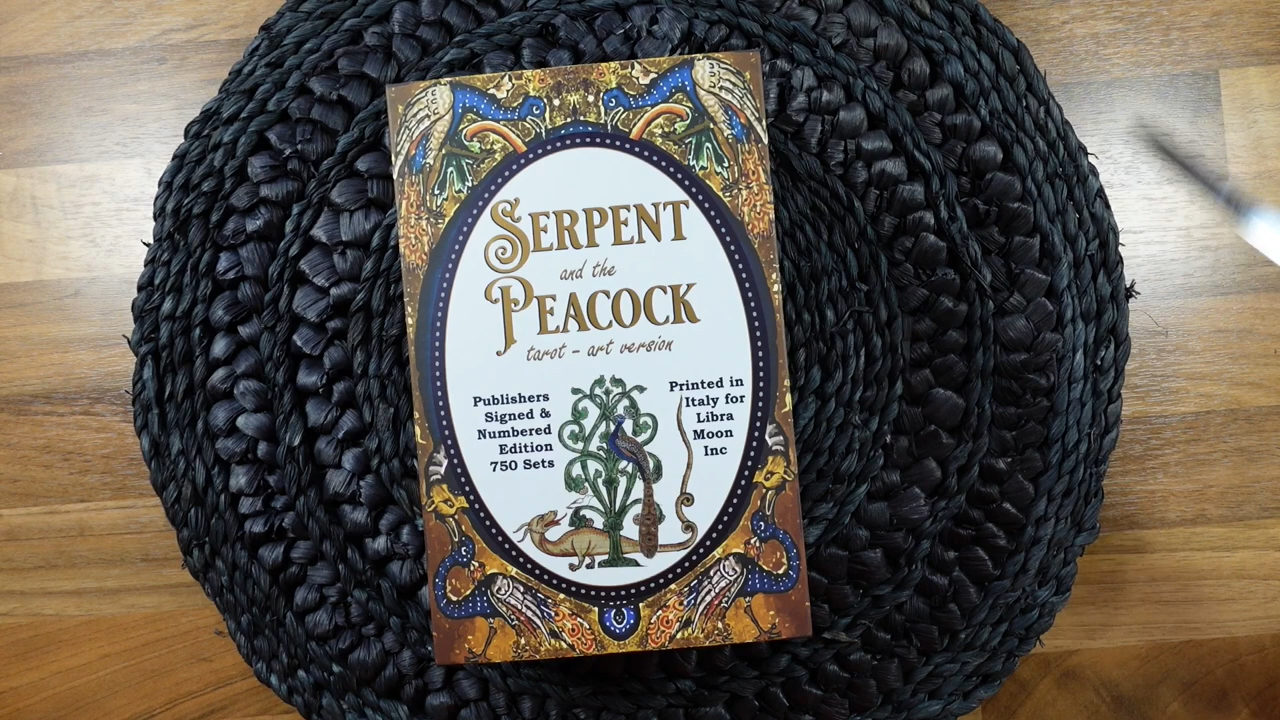 SERPENT
and the
PEACOCK
tarot - art version
Publishers
Signed &
Numbered
Edition
750 Sets
Printed in
Italy for
Libra
Moon
Inc